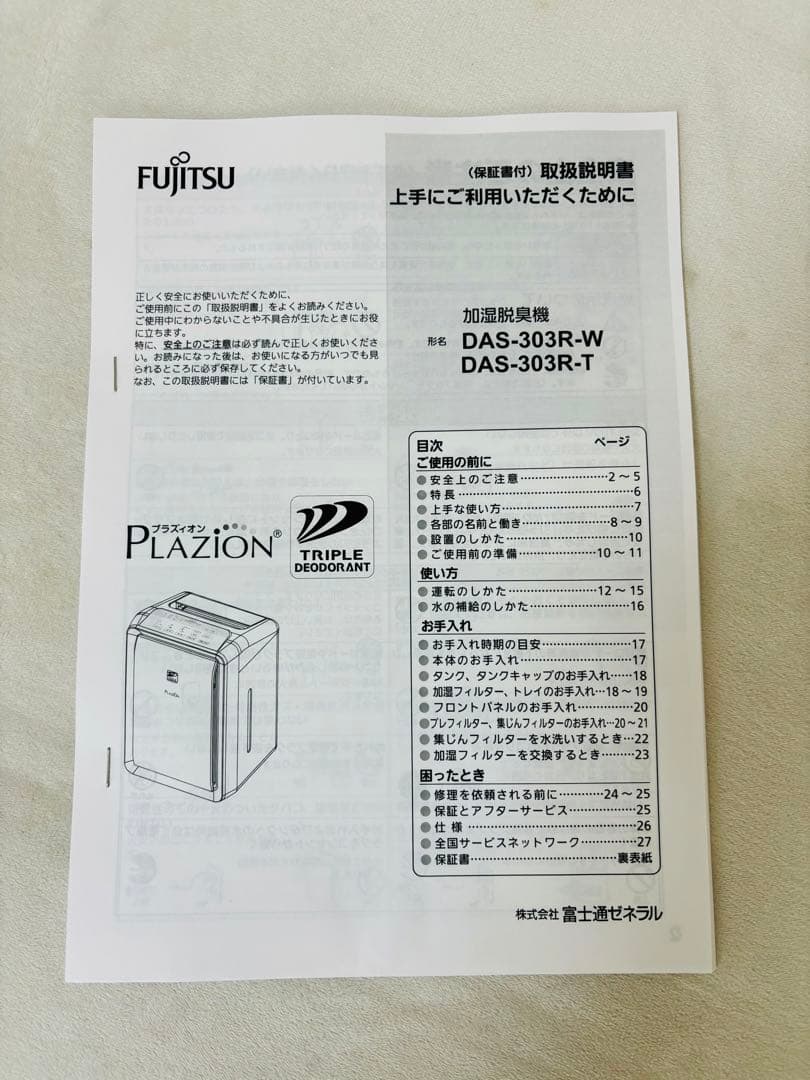 FUJITSU
(保証書付) 取扱説明書
上手にご利用いただくために
正しく安全にお使いいただくために、
ご使用前にこの「取扱説明書」をよくお読みください。
ご使用中にわからないことや不具合が生じたときにお役
に立ちます。
特に、安全上のご注意は必ず読んで正しくお使いくださ
い。お読みになった後は、お使いになる方がいつでも見
られるところに必ず保存してください。
なお、この取扱説明書には「保証書」が付いています。
加湿脱臭機
形名 DAS-303R-W
DAS-303R-T
プラズィオン
PLAZION®
TRIPLE
DEODORANT
PLAZION
目次 ページ
ご使用の前に
●安全上のご注意……………………2〜5
●特長……………………………………6
●上手な使い方…………………………7
●各部の名前と働き………………8〜9
●設置のしかた………………………10
●ご使用前の準備………………10〜11
使い方
●運転のしかた…………………12〜15
●水の補給のしかた…………………16
お手入れ
●お手入れ時期の目安………………17
●本体のお手入れ……………………17
●タンク、タンクキャップのお手入れ……18
●加湿フィルター、トレイのお手入れ…18〜19
●フロントパネルのお手入れ…………20
●プレフィルター、集じんフィルターのお手入れ…20〜21
●集じんフィルターを水洗いするとき…22
●加湿フィルターを交換するとき………23
困ったとき
●修理を依頼される前に…………24〜25
●保証とアフターサービス……………25
●仕様……………………………………26
●全国サービスネットワーク…………27
●保証書………………………………裏表紙
株式会社 富士通ゼネラル